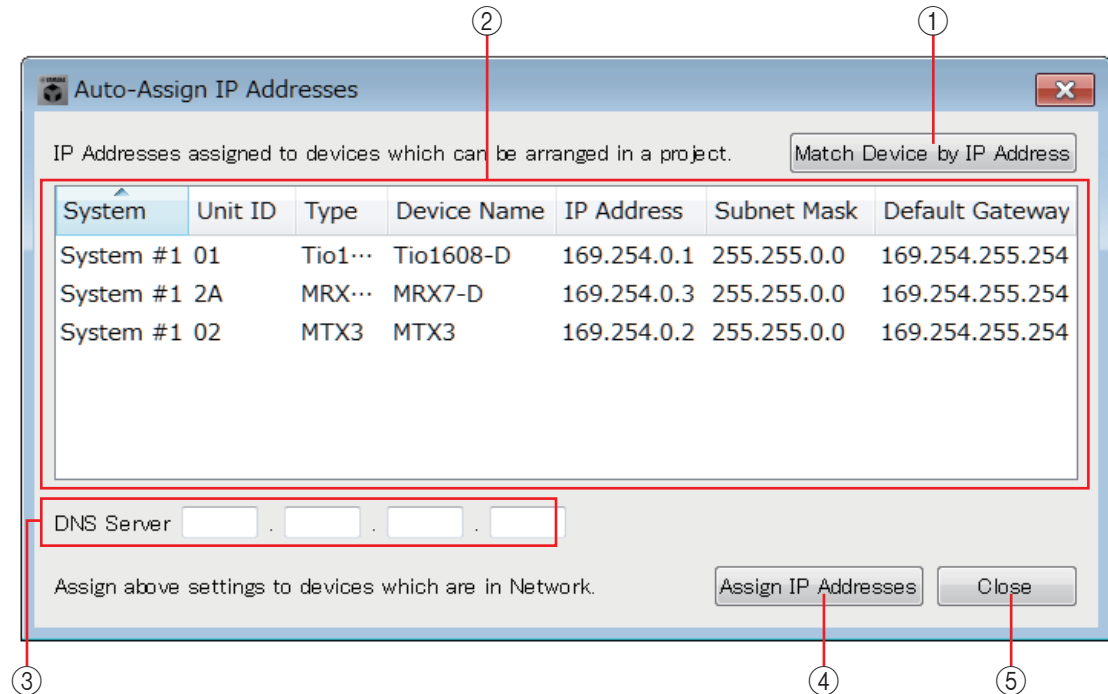 ② ①
Auto-Assign IP Addresses
IP Addresses assigned to devices which can be arranged in a project. Match Device by IP Address
System Unit ID Type Device Name IP Address Subnet Mask Default Gateway
System #1 01 Tio1··· Tio1608-D 169.254.0.1 255.255.0.0 169.254.255.254
System #1 2A MRX··· MRX7-D 169.254.0.3 255.255.0.0 169.254.255.254
System #1 02 MTX3 MTX3 169.254.0.2 255.255.0.0 169.254.255.254
DNS Server . . .
Assign above settings to devices which are in Network. Assign IP Addresses Close
③ ④ ⑤